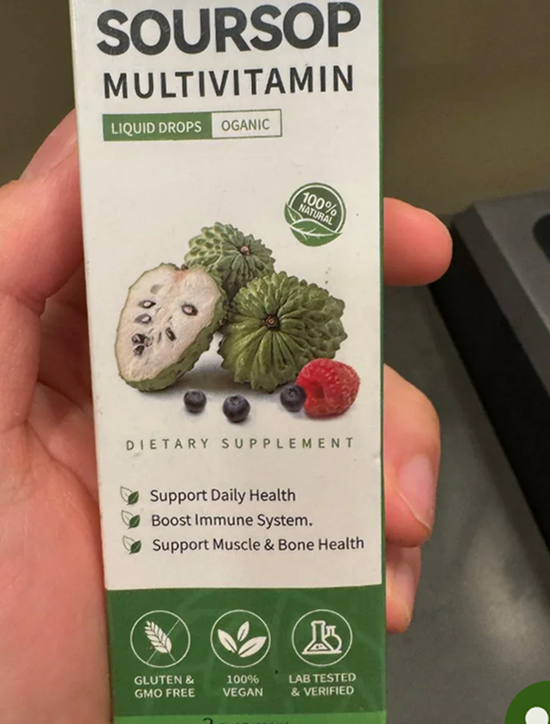 SOURSOP
MULTIVITAMIN
LIQUID DROPS OGANIC
100%
NATURAL
DIETARY SUPPLEMENT
Support Daily Health
Boost Immune System.
Support Muscle & Bone Health
GLUTEN &
GMO FREE
100%
VEGAN
LAB TESTED
& VERIFIED